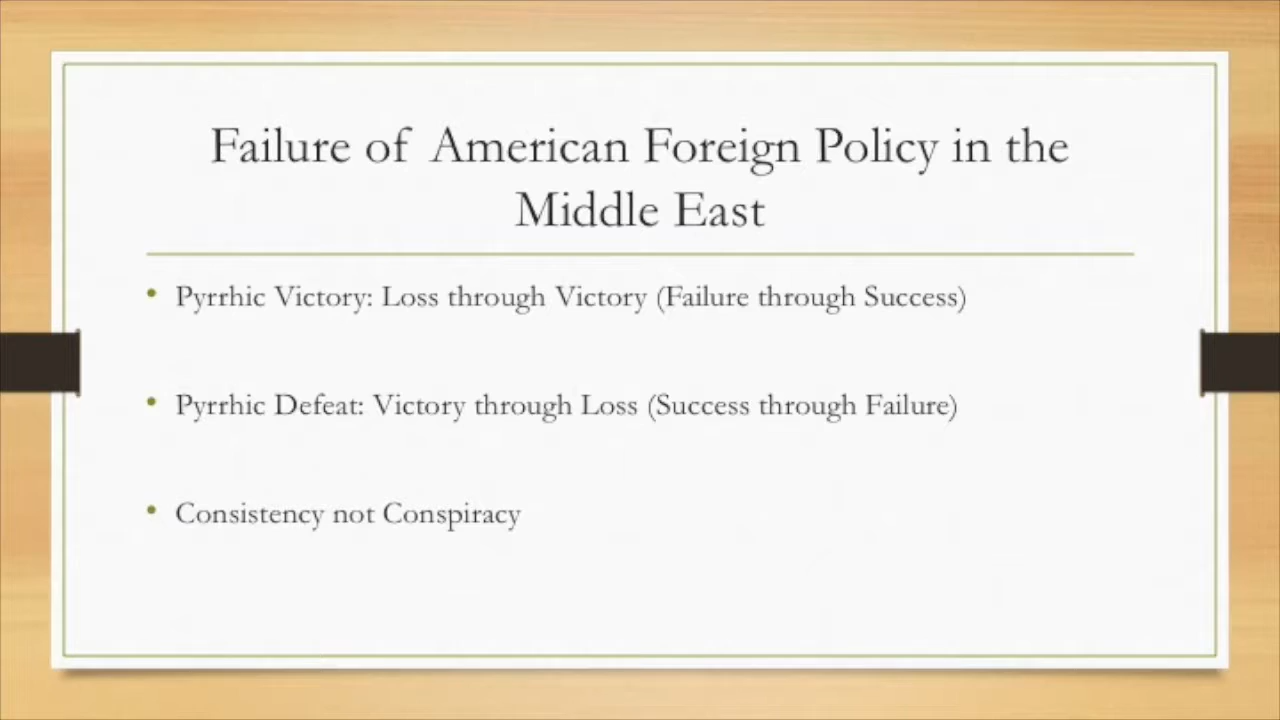 Failure of American Foreign Policy in the
Middle East
• Pyrrhic Victory: Loss through Victory (Failure through Success)
• Pyrrhic Defeat: Victory through Loss (Success through Failure)
• Consistency not Conspiracy